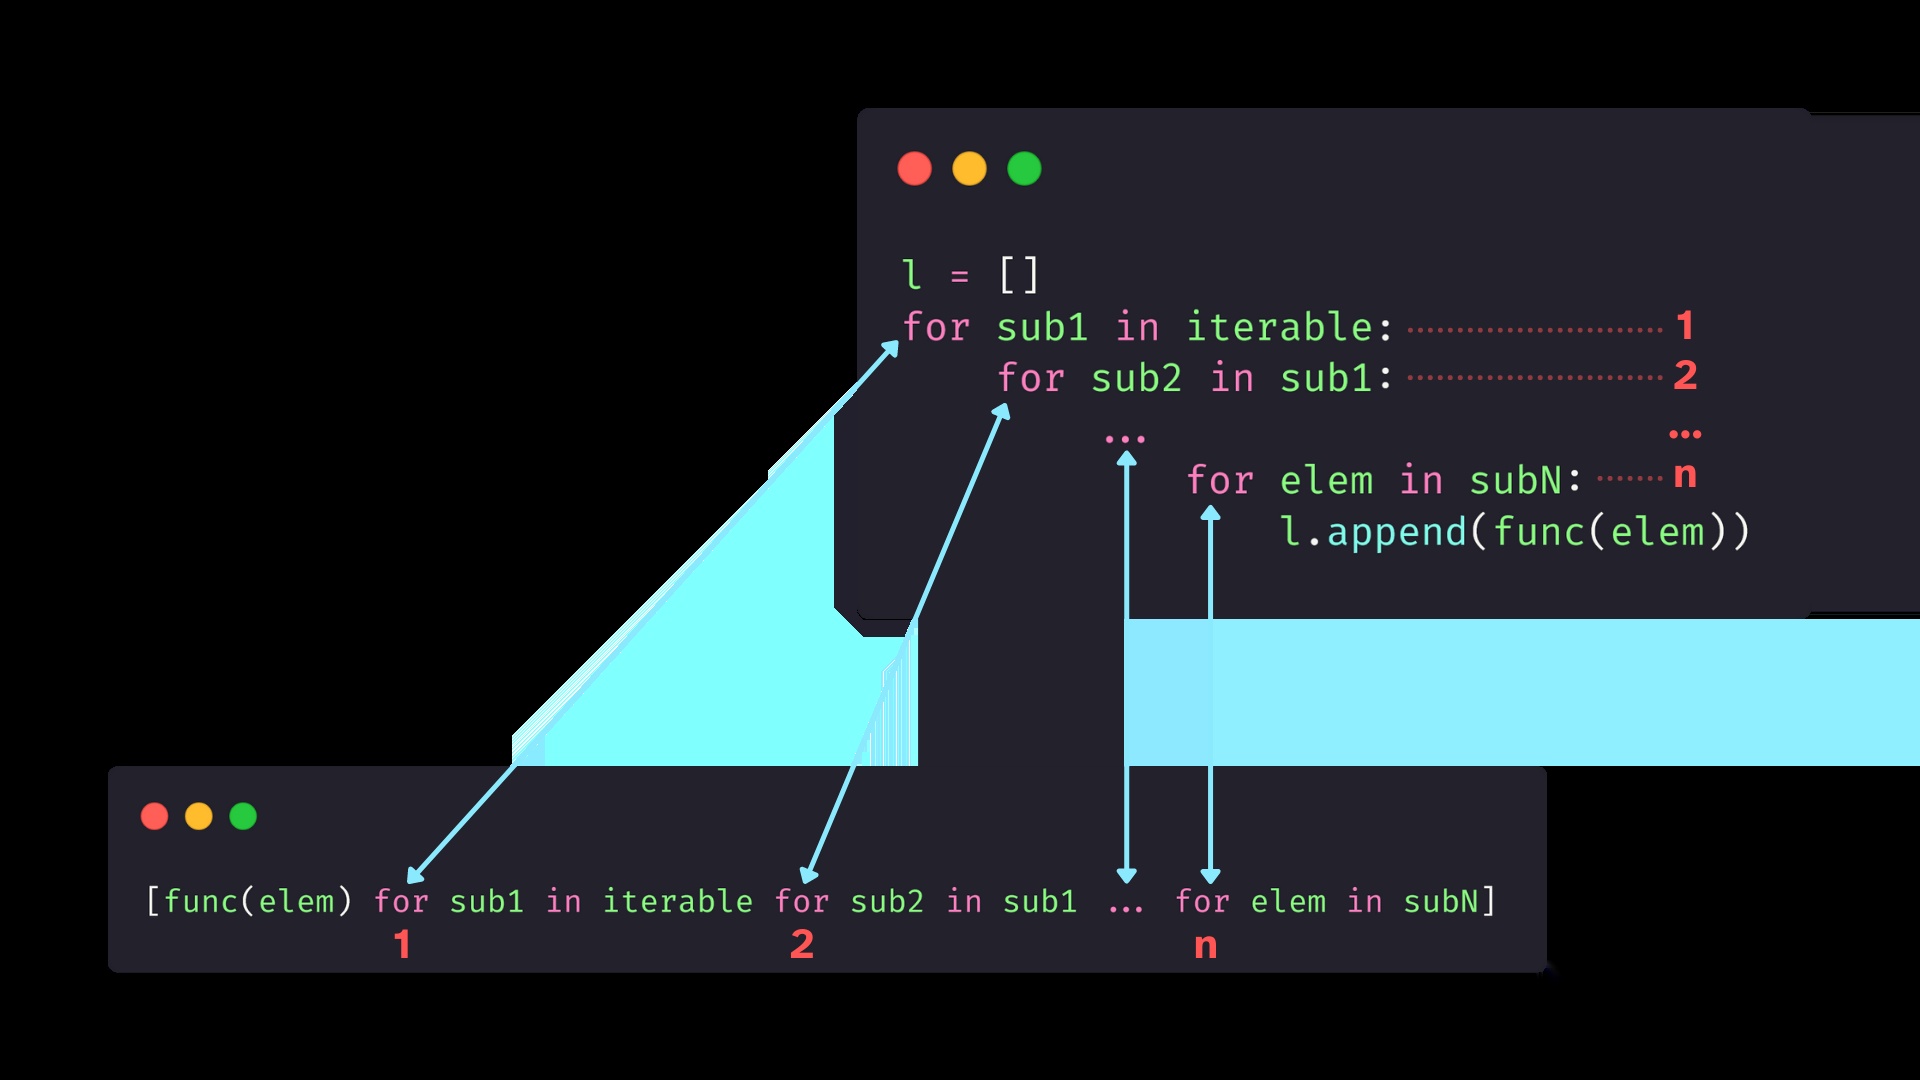 l = []
for sub1 in iterable: 1
for sub2 in sub1: 2
... ...
for elem in subN: n
l.append(func(elem))
[func(elem) for sub1 in iterable for sub2 in sub1 ... for elem in subN]
1 2 n